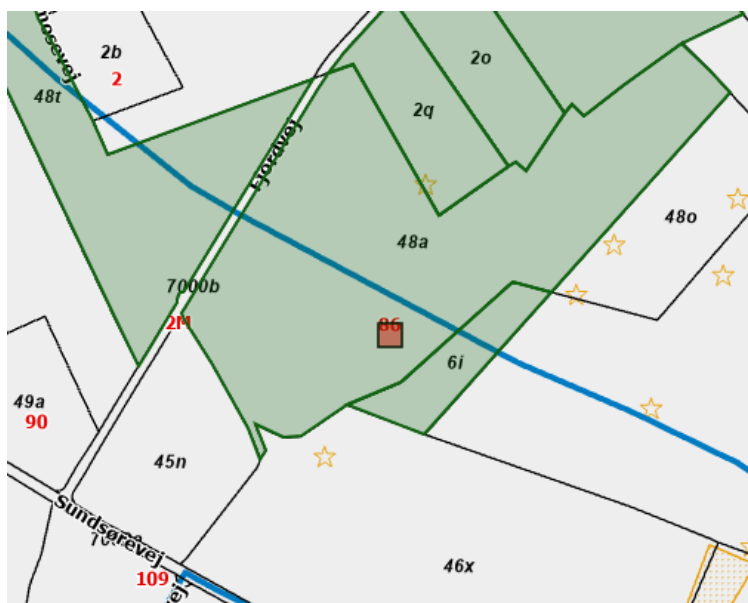 2b
2
48t
2o
2q
Fjordvej
48o
48a
7000b
2M
86
6i
49a
90
45n
Sundsørevej
46x
109